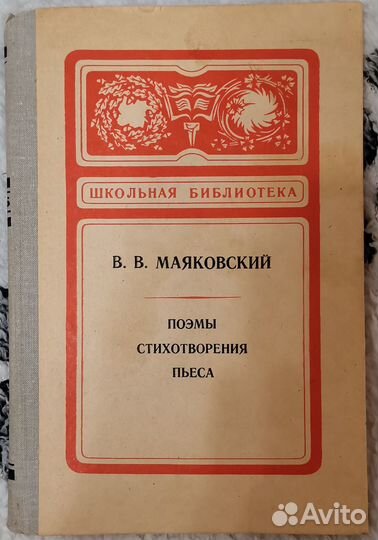 ШКОЛЬНАЯ БИБЛИОТЕКА
В. В. МАЯКОВСКИЙ
ПОЭМЫ
СТИХОТВОРЕНИЯ
ПЬЕСА
Avito